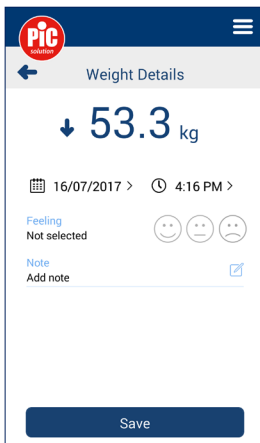 PiC
solution
Weight Details
53.3 kg
16/07/2017 > 4:16 PM >
Feeling
Not selected
Note
Add note
Save